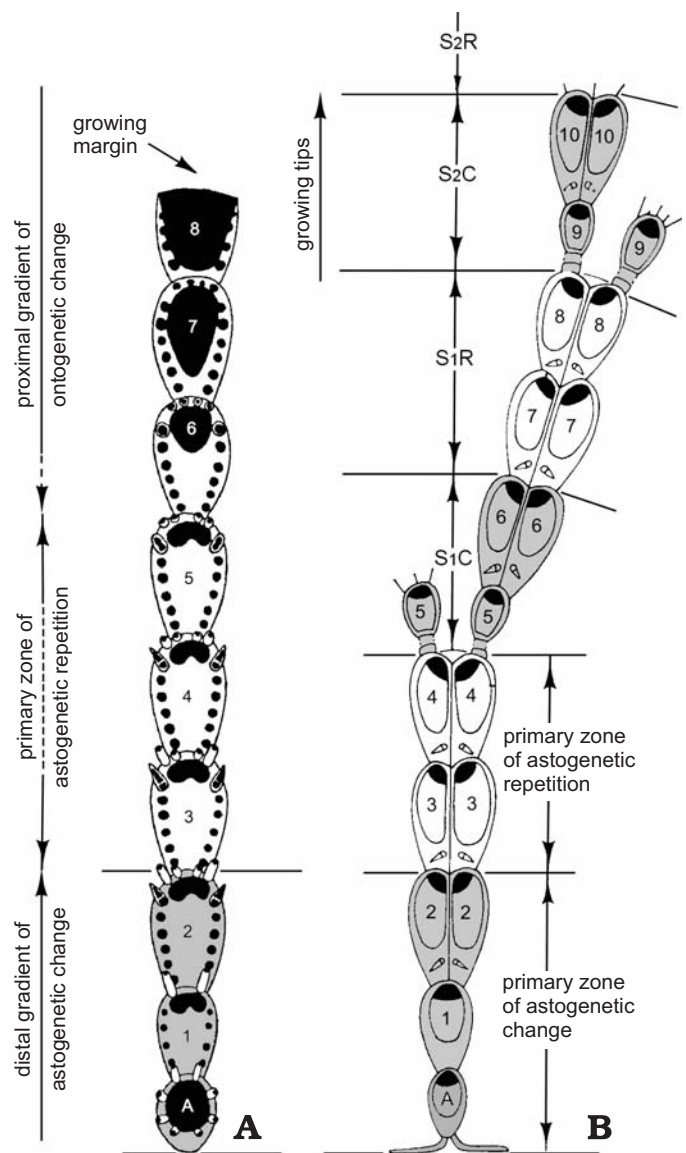 growing
margin
8
7
6
5
4
3
2
1
A
proximal gradient of
ontogenetic change
primary zone of
astogenetic repetition
distal gradient of
astogenetic change
A
growing tips
S2R
S2C
S1R
S1C
10 10
9
9
8 8
7 7
6 6
5
5
4 4
3 3
2 2
1
A
primary zone
of astogenetic
repetition
primary zone
of astogenetic
change
B